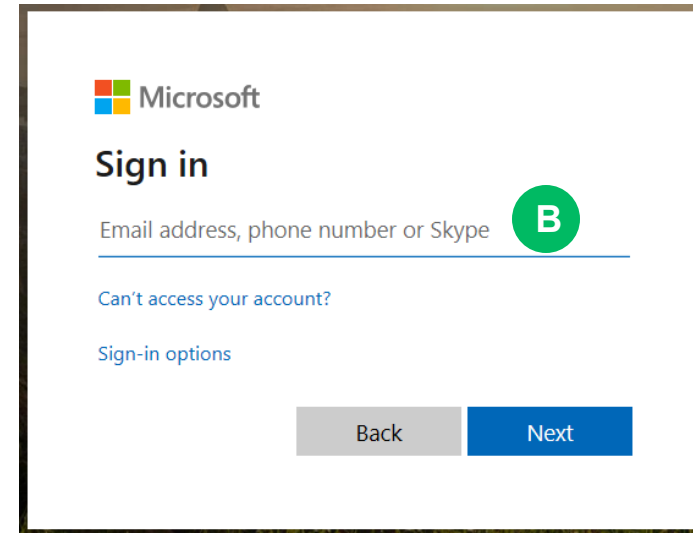 Microsoft
Sign in
Email address, phone number or Skype B
Can't access your account?
Sign-in options
Back Next